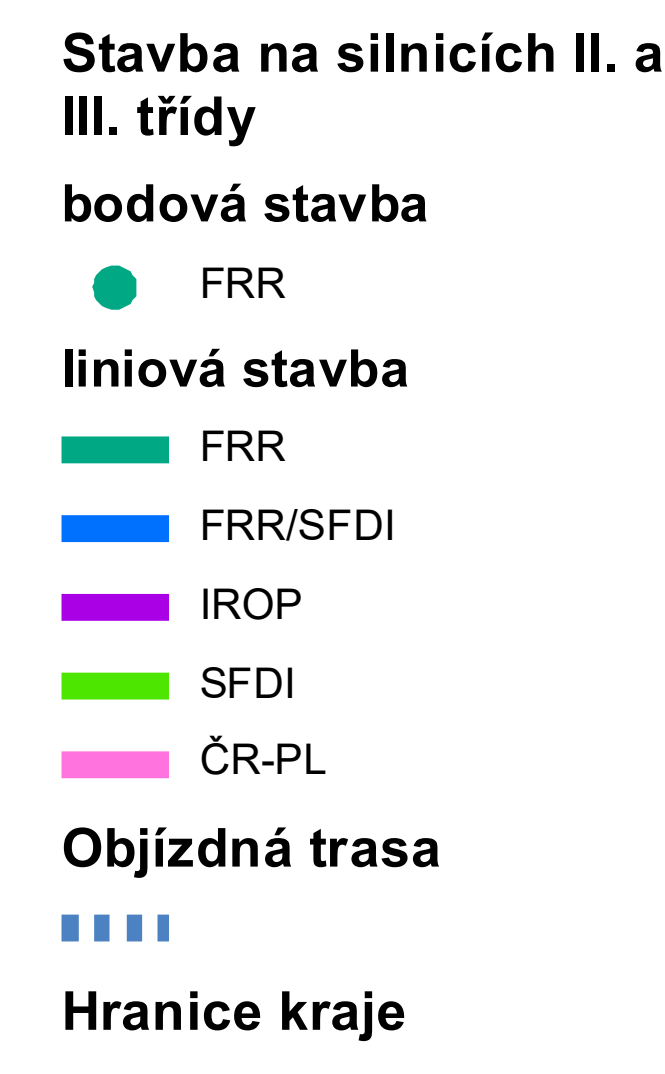 Stavba na silnicích II. a
III. třídy
bodová stavba
FRR
liniová stavba
FRR
FRR/SFDI
IROP
SFDI
ČR-PL
Objízdná trasa
Hranice kraje